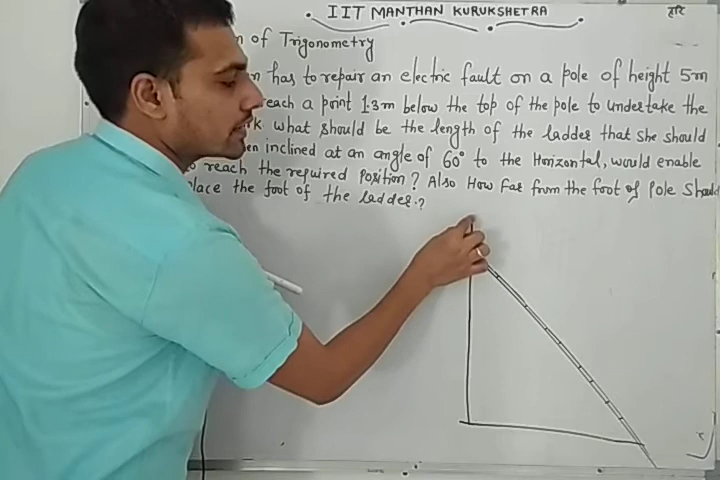 IIT MANTHAN KURUKSHETRA
हरि
of Trigonometry
has to repair an electric fault on a Pole of height 5m
a point 1.3m below the top of the pole to undertake the
what should be the length of the ladder that she should
inclined at an angle of 60° to the Horizontal, would enable
reach the required Position? Also How Far from the foot of Pole Should
the foot of the ladder.?